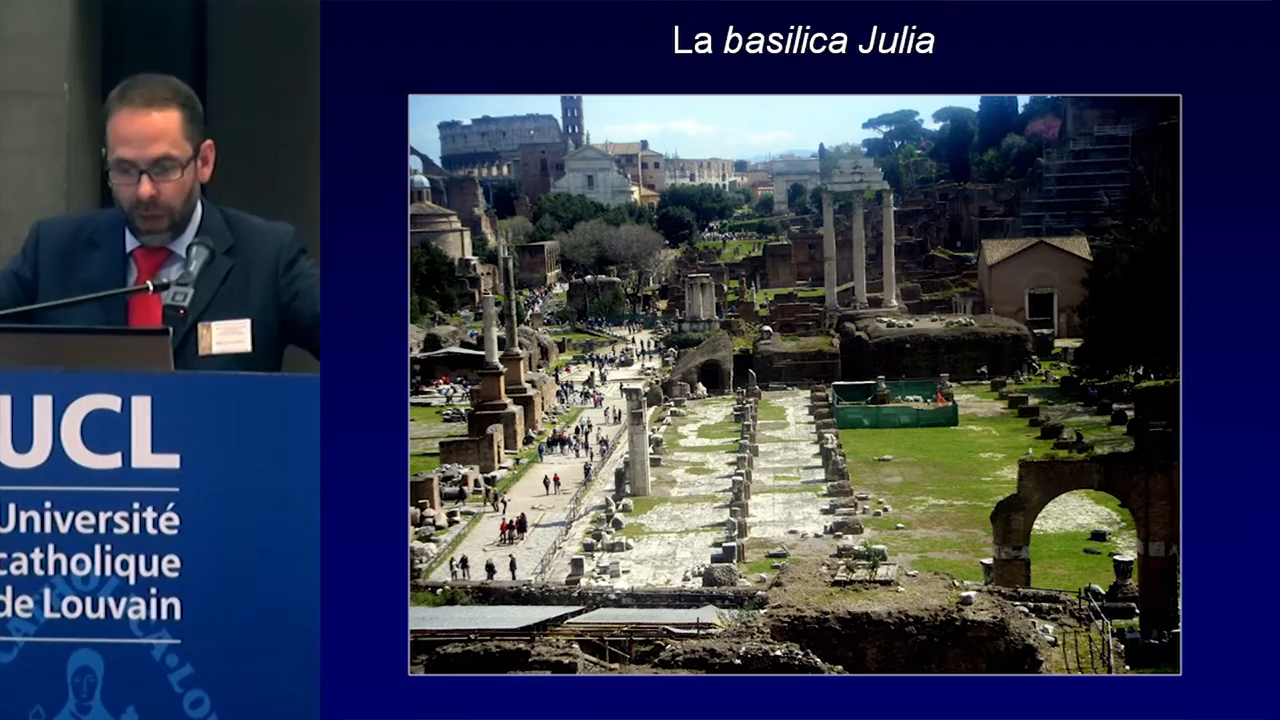 La basilica Julia
UCL
Université
catholique
de Louvain